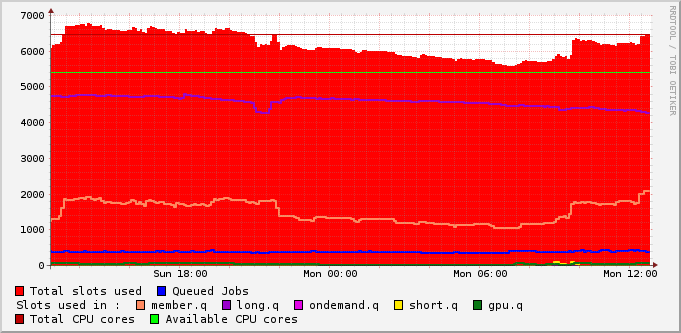 7000
6000
5000
4000
3000
2000
1000
0
Sun 18:00 Mon 00:00 Mon 06:00 Mon 12:00
Total slots used Queued Jobs
Slots used in : member.q long.q ondemand.q short.q gpu.q
Total CPU cores Available CPU cores
RRDTOOL / TOBI OETIKER